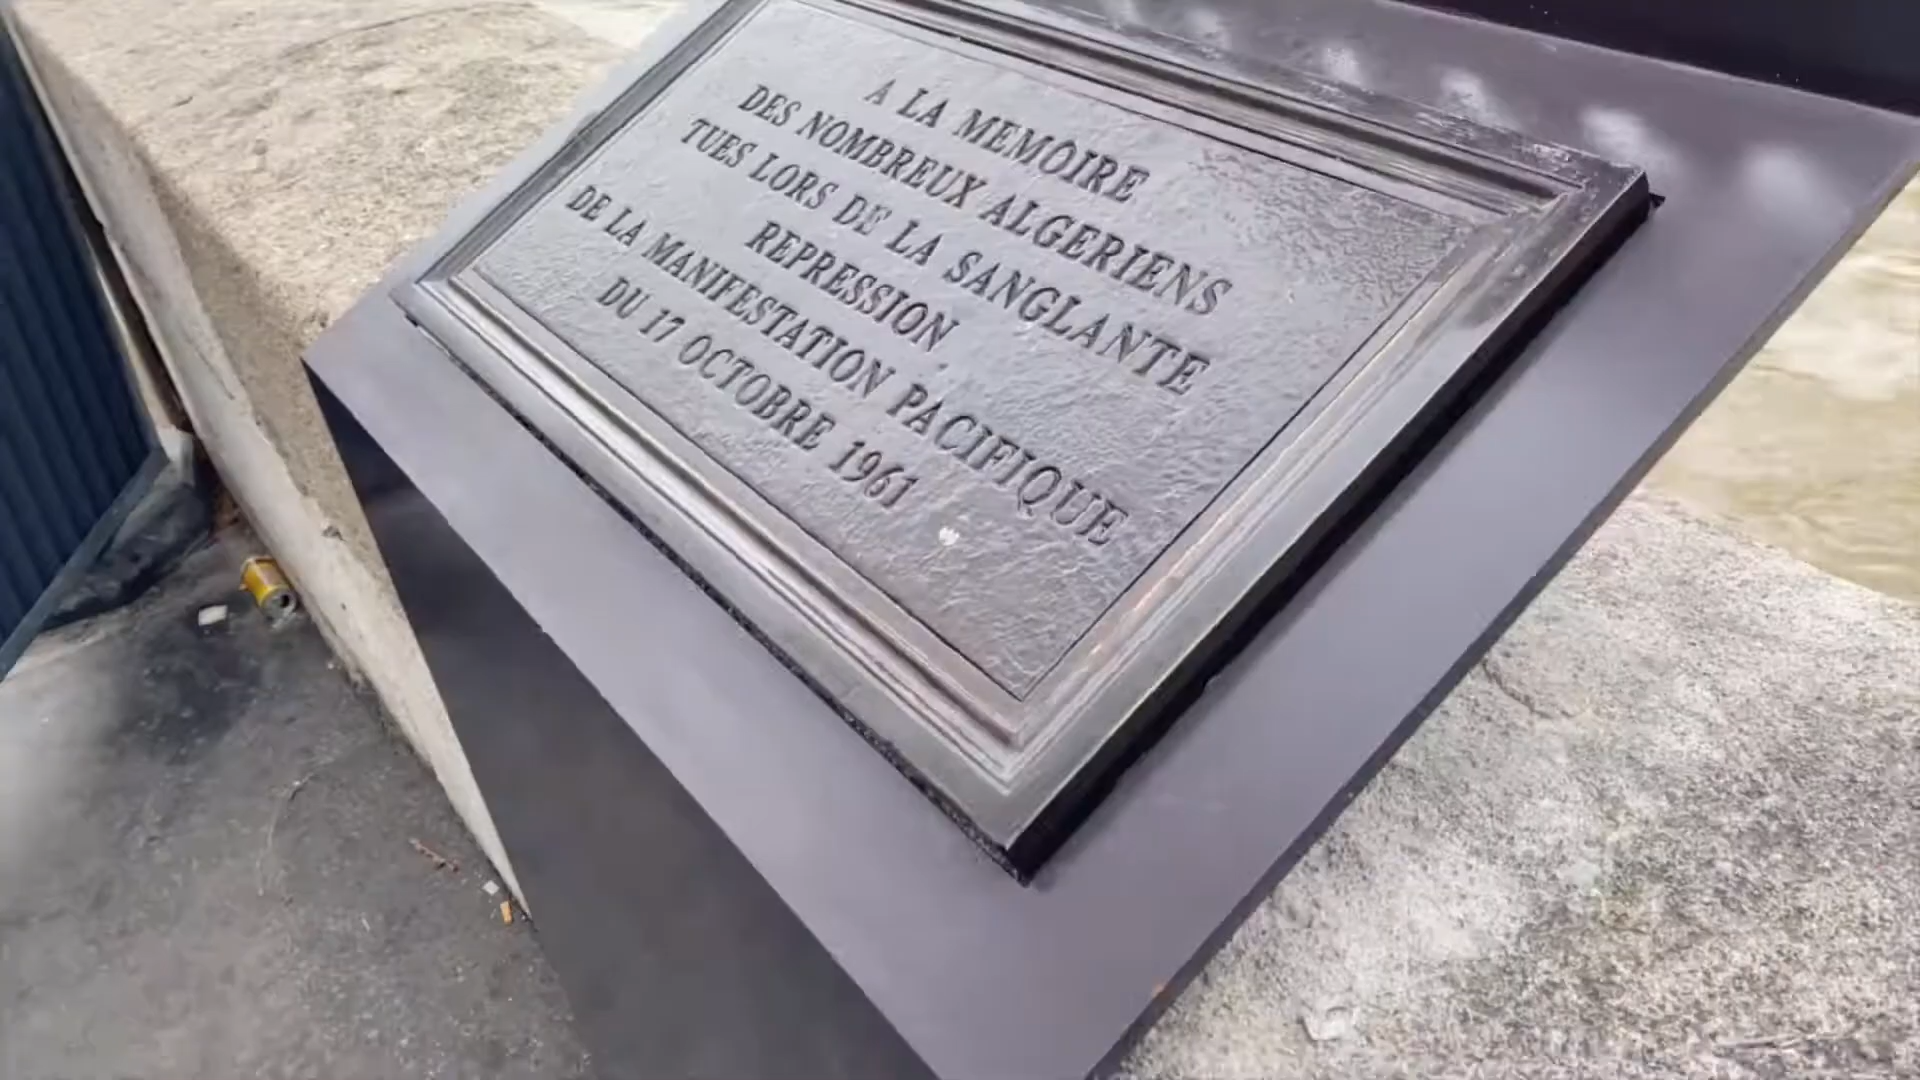 A LA MEMOIRE
DES NOMBREUX ALGERIENS
TUES LORS DE LA SANGLANTE
REPRESSION
DE LA MANIFESTATION PACIFIQUE
DU 17 OCTOBRE 1961